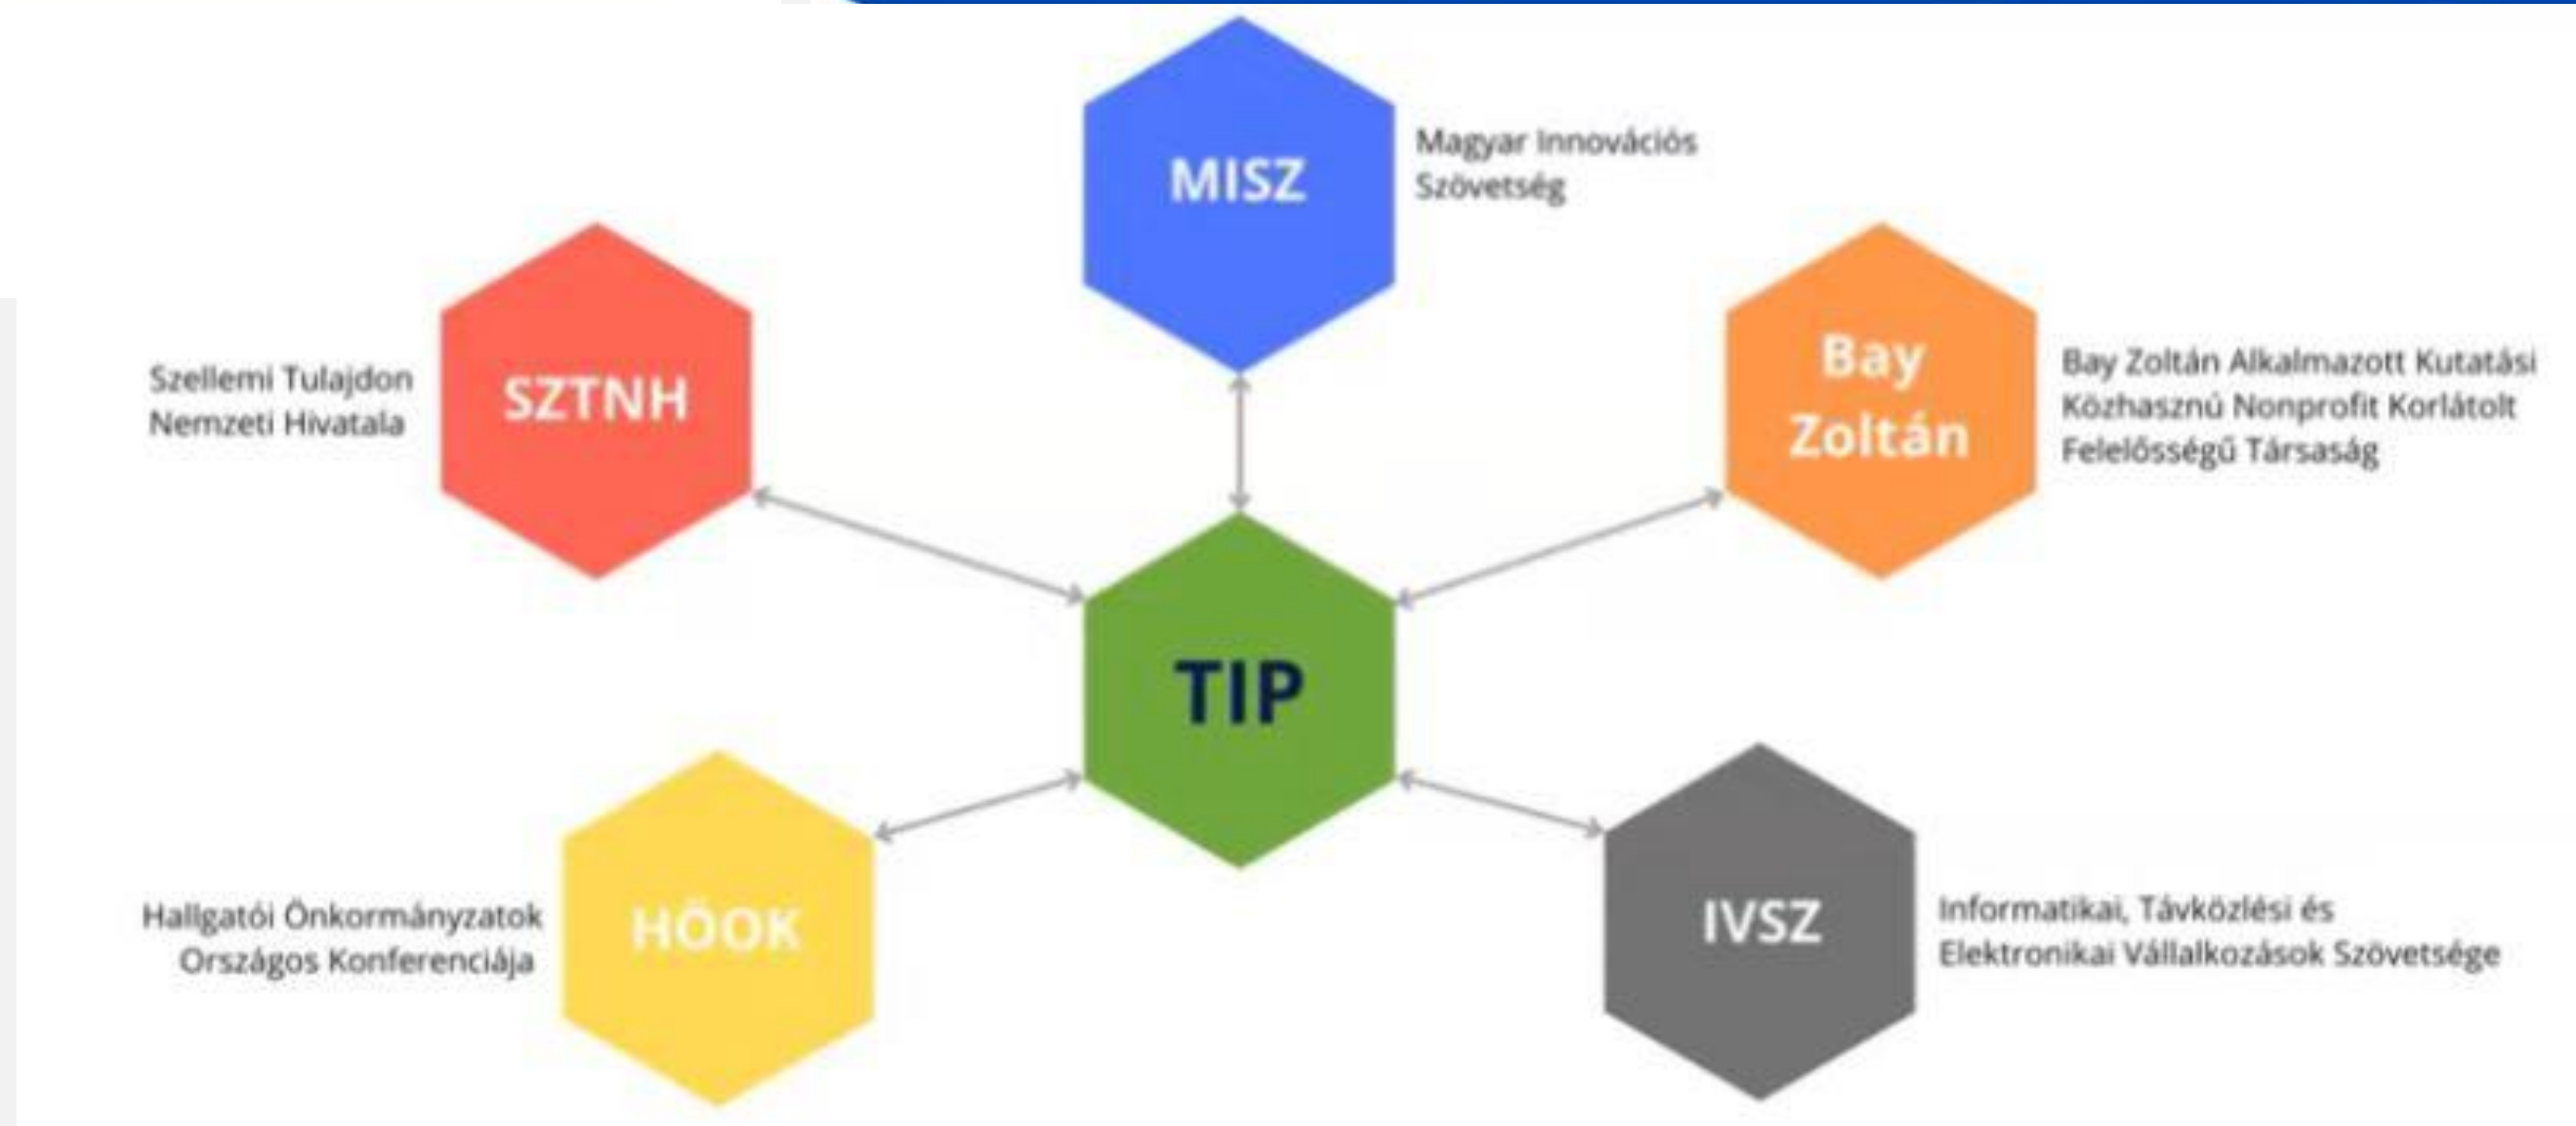 MISZ
Magyar Innovációs
Szövetség
SZTNH
Szellemi Tulajdon
Nemzeti Hivatala
Bay
Zoltán
Bay Zoltán Alkalmazott Kutatási
Közhasznú Nonprofit Korlátolt
Felelősségű Társaság
TIP
HÖOK
Hallgatói Önkormányzatok
Országos Konferenciája
IVSZ
Informatikai, Távközlési és
Elektronikai Vállalkozások Szövetsége